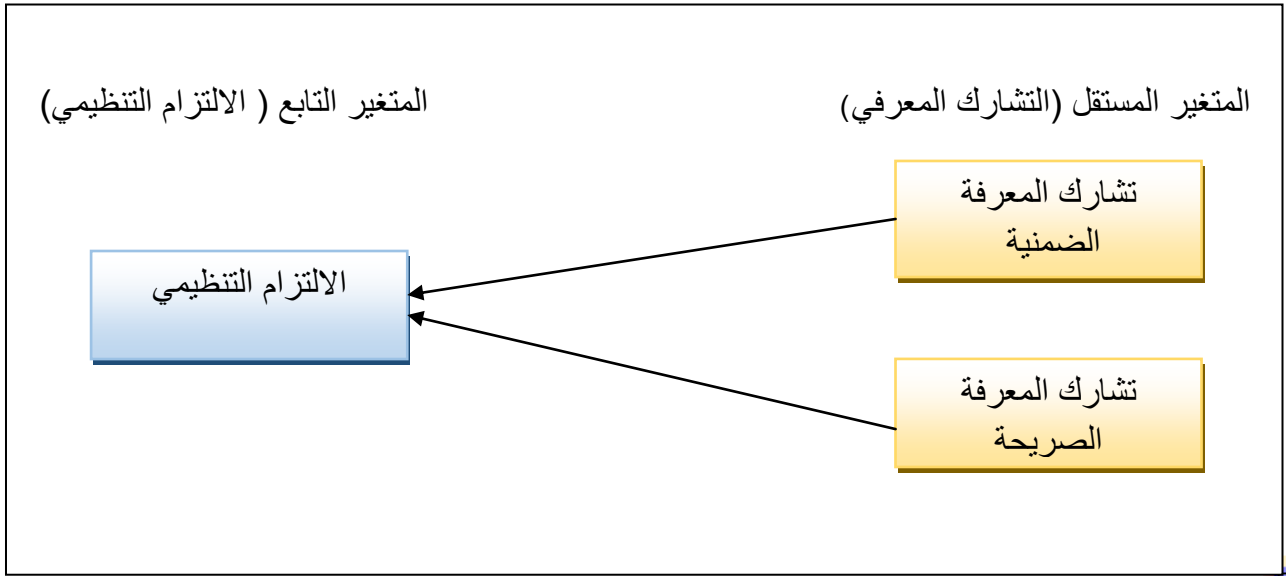 المتغير المستقل (التشارك المعرفي)
المتغير التابع ( الالتزام التنظيمي)
تشارك المعرفة
الضمنية
الالتزام التنظيمي
تشارك المعرفة
الصريحة